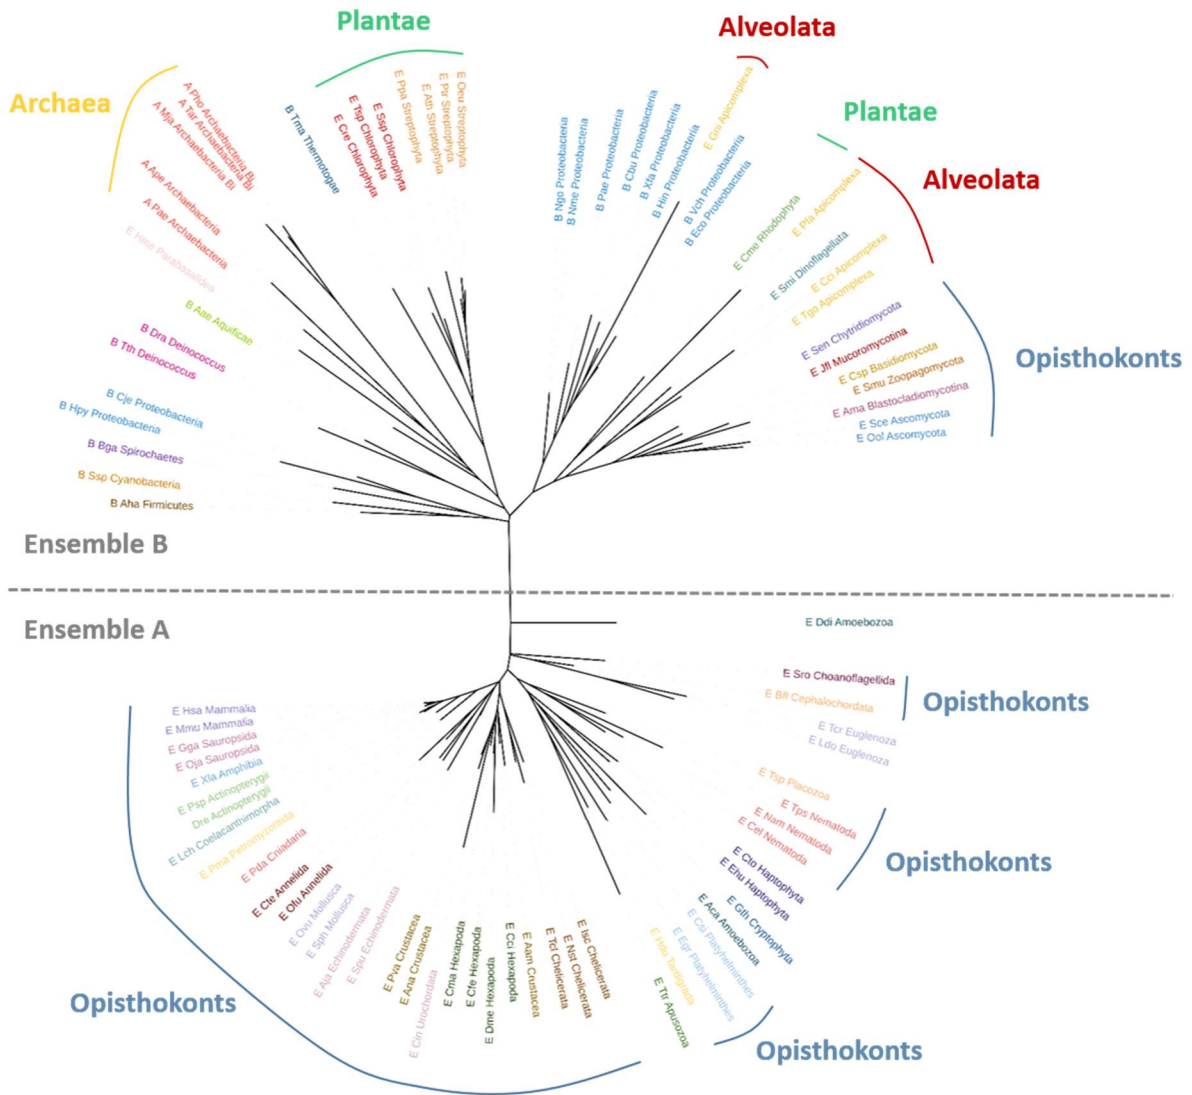 Plantae
Alveolata
Archaea
Plantae
Alveolata
Opisthokonts
A Pho Archaebacteria Bi
A Tar Archaebacteria Bi
A Mja Archaebacteria Bi
A Ape Archaebacteria
A Pae Archaebacteria
E Hme Parabasalidea
B Aae Aquificae
B Dra Deinococcus
B Tth Deinococcus
B Cje Proteobacteria
B Hpy Proteobacteria
B Bga Spirochaetes
B Ssp Cyanobacteria
B Aha Firmicutes
B Tma Thermotogae
E Cre Chlorophyta
E Tsp Chlorophyta
E Ssp Chlorophyta
E Ppa Streptophyta
E Ath Streptophyta
E Ptr Streptophyta
E Oeu Streptophyta
B Ngo Proteobacteria
B Nme Proteobacteria
B Pae Proteobacteria
B Cbu Proteobacteria
B Xfa Proteobacteria
B Hin Proteobacteria
E Gni Apicomplexa
B Vch Proteobacteria
B Eco Proteobacteria
E Cme Rhodophyta
E Pfa Apicomplexa
E Smi Dinoflagellata
E Cci Apicomplexa
E Tgo Apicomplexa
E Sen Chytridiomycota
E Jfl Mucoromycotina
E Csp Basidiomycota
E Smu Zoopagomycota
E Ama Blastocladiomycotina
E Sce Ascomycota
E Ool Ascomycota
Ensemble B
Ensemble A
E Ddi Amoebozoa
E Sro Choanoflagellida
E Bfl Cephalochordata
Opisthokonts
E Tcr Euglenoza
E Ldo Euglenoza
E Tsp Placozoa
E Tps Nematoda
E Nam Nematoda
E Cel Nematoda
Opisthokonts
E Cto Haptophyta
E Ehu Haptophyta
E Gth Cryptophyta
E Aca Amoebozoa
E Csi Platyhelminthes
E Egr Platyhelminthes
E Hdu Tardigrada
E Ttr Apusozoa
Opisthokonts
E Hsa Mammalia
E Mmu Mammalia
E Gga Sauropsida
E Oja Sauropsida
E Xla Amphibia
E Psp Actinopterygii
Dre Actinopterygii
E Lch Coelacanthimorpha
E Pma Petromyzontida
E Pda Cniadaria
E Cte Annelida
E Ofu Annelida
E Ovu Mollusca
E Sph Mollusca
E Aja Echinodermata
E Spu Echinodermata
E Pva Crustacea
E Ana Crustacea
E Cin Urochordata
E Cma Hexapoda
E Cfe Hexapoda
E Dme Hexapoda
E Cci Hexapoda
E Aam Crustacea
E Tcl Chelicerata
E Nst Chelicerata
E Isc Chelicerata
Opisthokonts